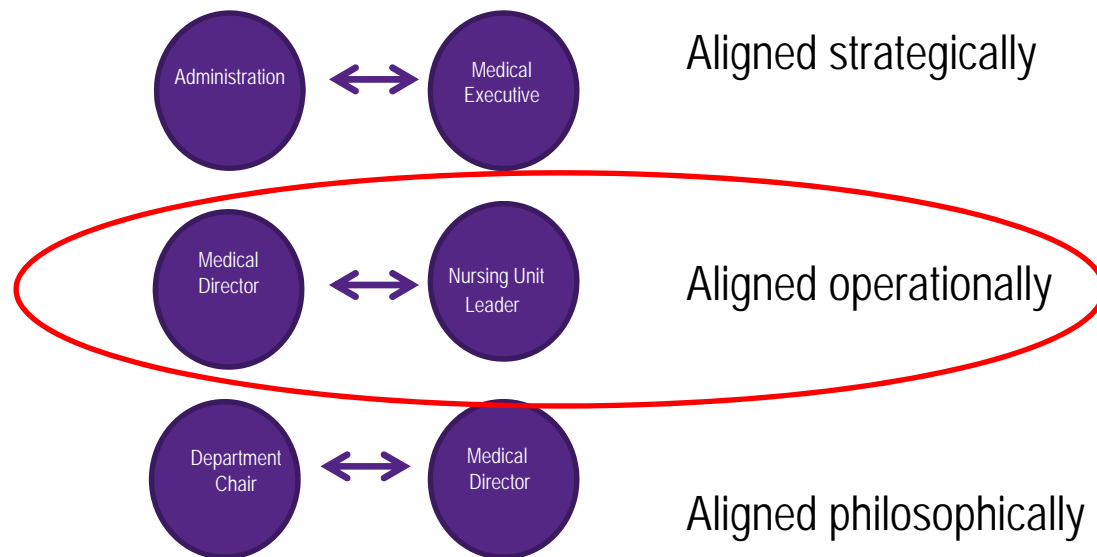 Administration
Medical
Executive
Aligned strategically
Medical
Director
Nursing Unit
Leader
Aligned operationally
Department
Chair
Medical
Director
Aligned philosophically